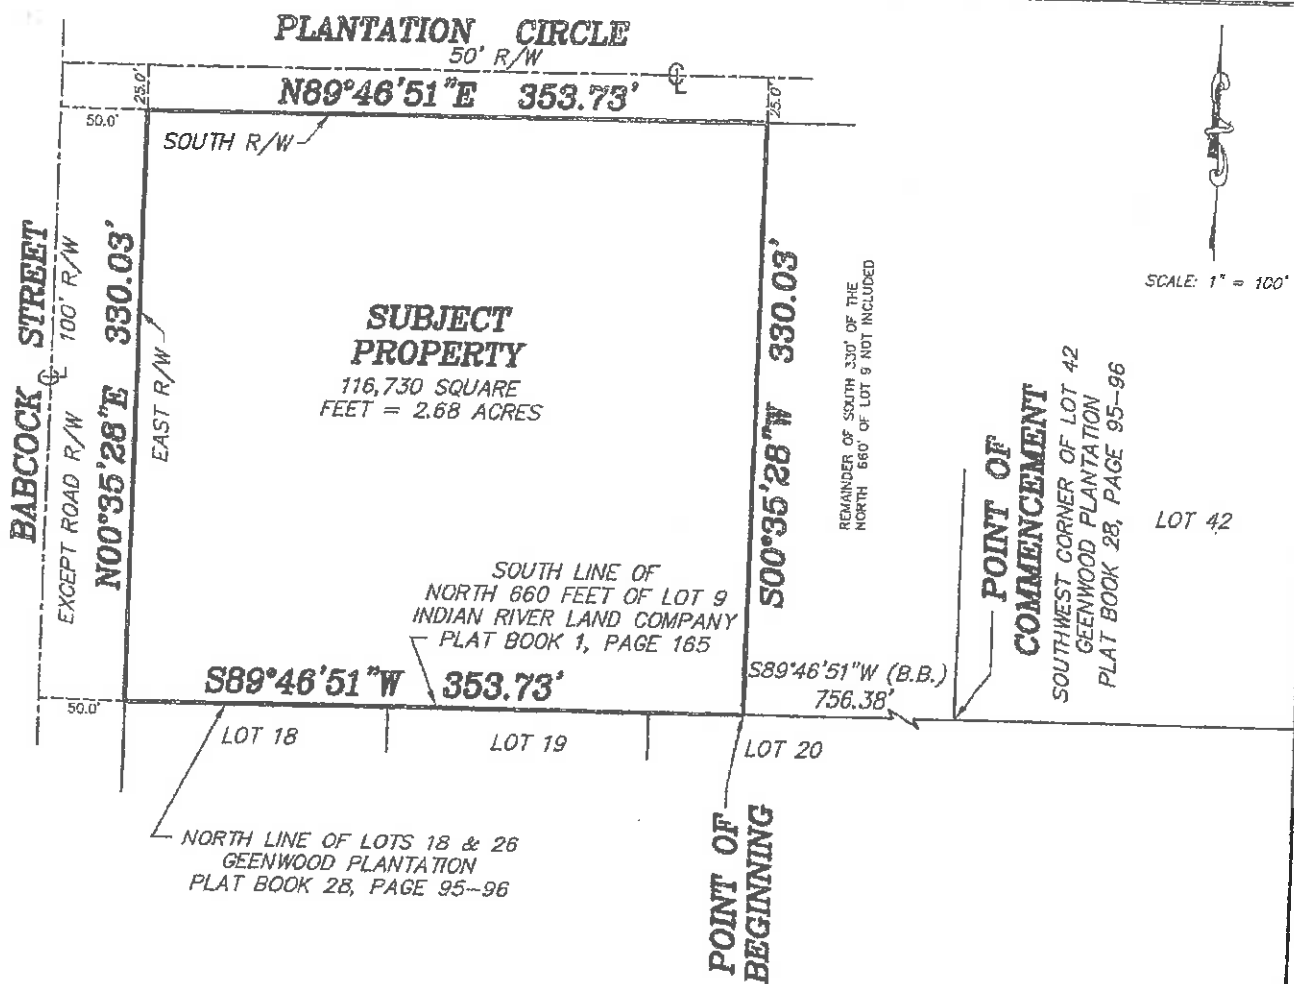 PLANTATION CIRCLE
50' R/W
℄
25.0'
N89°46'51"E 353.73'
25.0'
50.0'
SOUTH R/W
BABCOCK STREET
℄
100' R/W
EXCEPT ROAD R/W
N00°35'28"E 330.03'
EAST R/W
SUBJECT
PROPERTY
116,730 SQUARE
FEET = 2.68 ACRES
S00°35'28"W 330.03'
REMAINDER OF SOUTH 330' OF THE
NORTH 660' OF LOT 9 NOT INCLUDED
SCALE: 1" = 100'
POINT OF
COMMENCEMENT
SOUTHWEST CORNER OF LOT 42
GEENWOOD PLANTATION
PLAT BOOK 28, PAGE 95-96
LOT 42
SOUTH LINE OF
NORTH 660 FEET OF LOT 9
INDIAN RIVER LAND COMPANY
PLAT BOOK 1, PAGE 165
S89°46'51"W 353.73'
S89°46'51"W (B.B.)
756.38'
50.0'
LOT 18
LOT 19
LOT 20
NORTH LINE OF LOTS 18 & 26
GEENWOOD PLANTATION
PLAT BOOK 28, PAGE 95-96
POINT OF
BEGINNING